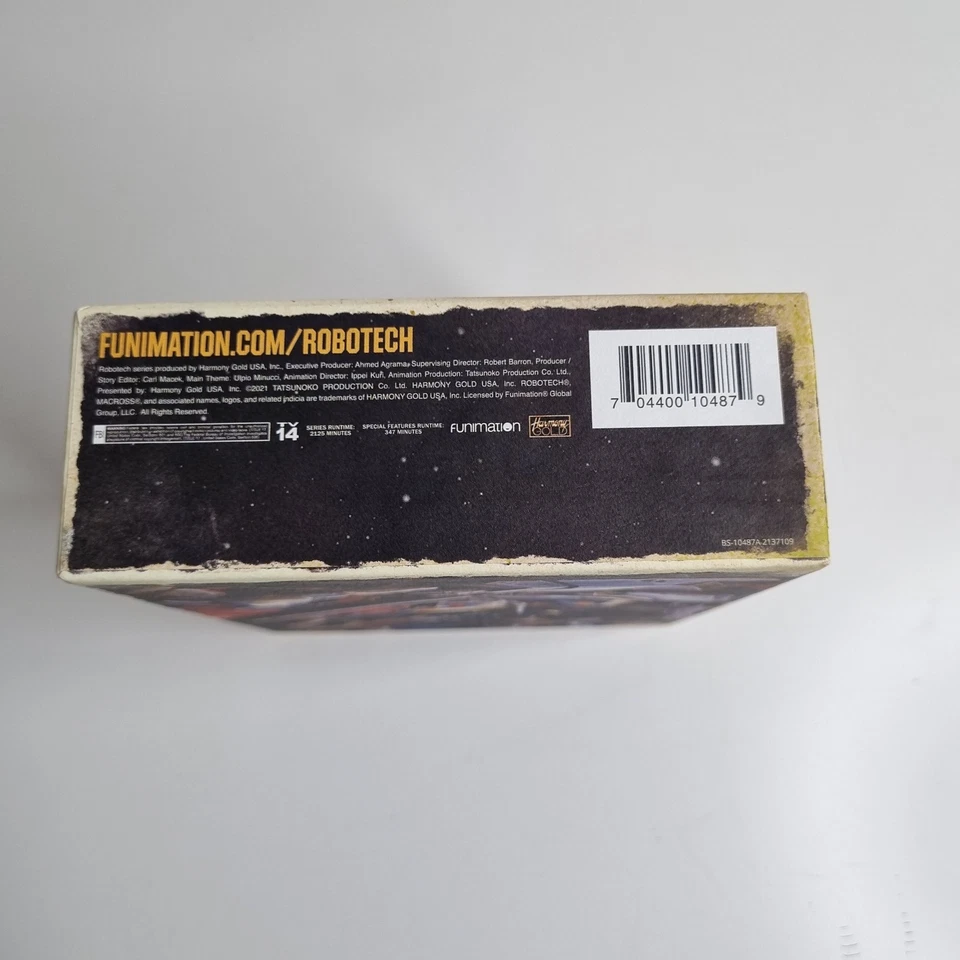 FUNIMATION.COM/ROBOTECH
Robotech series produced by Harmony Gold USA, Inc., Executive Producer: Ahmed Agrama, Supervising Director: Robert Barron, Producer /
Story Editor: Carl Macek, Main Theme: Ulpio Minucci, Animation Director: Ippei Kuri, Animation Production: Tatsunoko Production Co. Ltd.,
Presented by: Harmony Gold USA, Inc. ©2021 TATSUNOKO PRODUCTION Co. Ltd. HARMONY GOLD USA, Inc. ROBOTECH®,
MACROSS®, and associated names, logos, and related indicia are trademarks of HARMONY GOLD USA, Inc. Licensed by Funimation® Global
Group, LLC. All Rights Reserved.
TV
14
SERIES RUNTIME:
2125 MINUTES
SPECIAL FEATURES RUNTIME:
347 MINUTES
FUNIMATION
Harmony
GOLD
7 04400 10487 9
BS-10487A 2137109